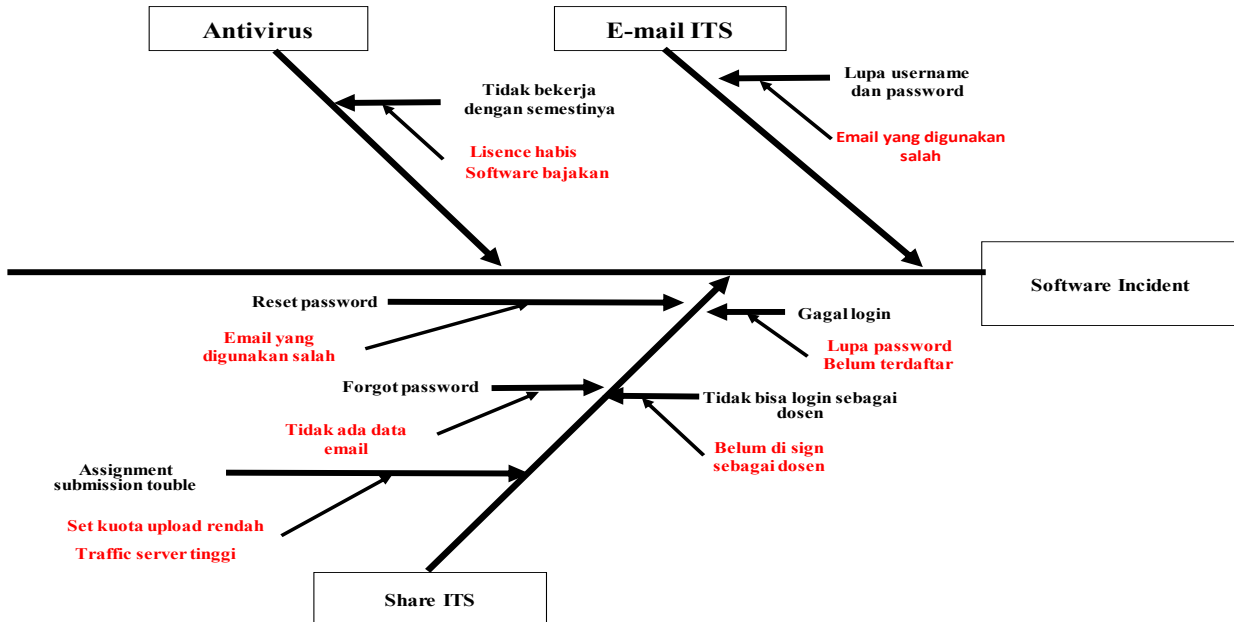 Antivirus
E-mail ITS
Tidak bekerja
dengan semestinya
Lisence habis
Software bajakan
Lupa username
dan password
Email yang digunakan
salah
Software Incident
Reset password
Email yang
digunakan salah
Gagal login
Lupa password
Belum terdaftar
Forgot password
Tidak ada data
email
Tidak bisa login sebagai
dosen
Belum di sign
sebagai dosen
Assignment
submission touble
Set kuota upload rendah
Traffic server tinggi
Share ITS